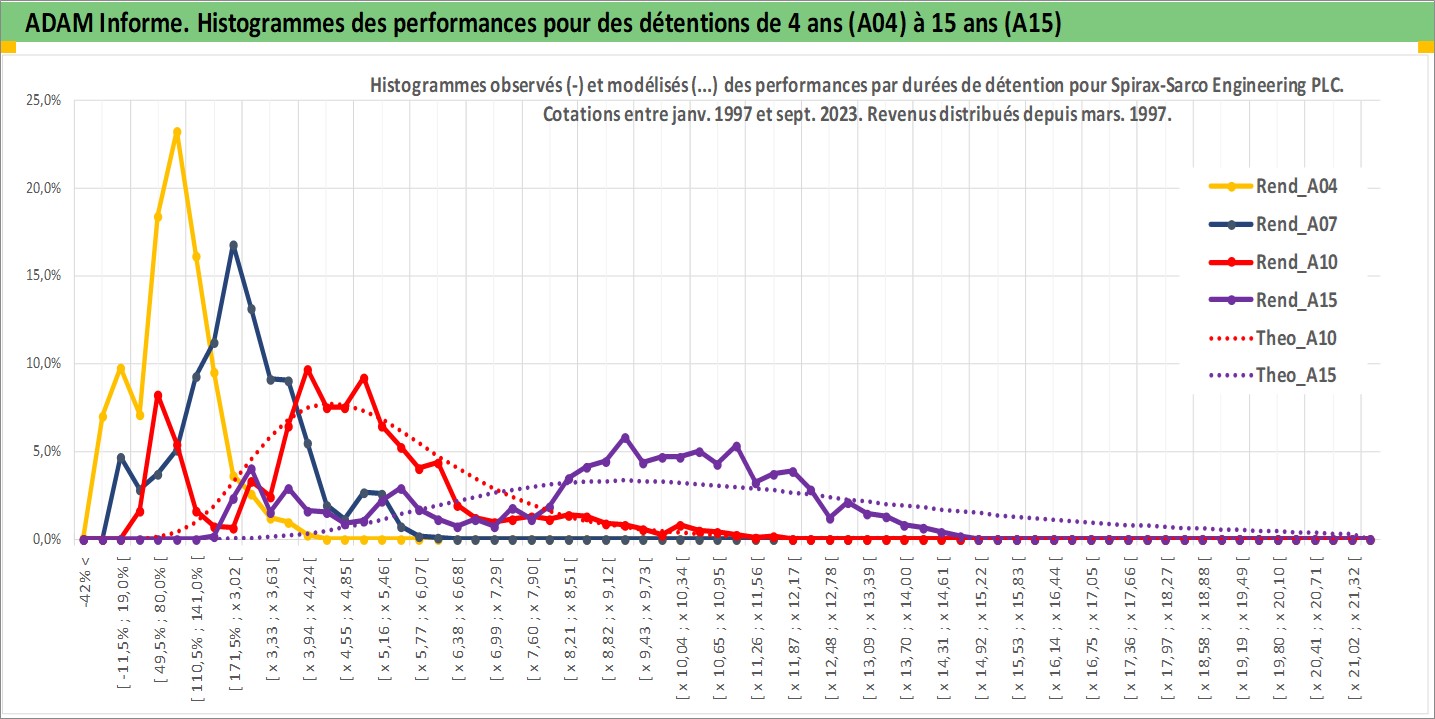 ADAM Informe. Histogrammes des performances pour des détentions de 4 ans (A04) à 15 ans (A15)
Histogrammes observés (-) et modélisés (...) des performances par durées de détention pour Spirax-Sarco Engineering PLC.
Cotations entre janv. 1997 et sept. 2023. Revenus distribués depuis mars. 1997.
25,0%
20,0%
15,0%
10,0%
5,0%
0,0%
Rend_A04
Rend_A07
Rend_A10
Rend_A15
Theo_A10
Theo_A15
-42% <
[ -11,5% ; 19,0% [
[ 49,5% ; 80,0% [
[ 110,5% ; 141,0% [
[ 171,5% ; x 3,02 [
[ x 3,33 ; x 3,63 [
[ x 3,94 ; x 4,24 [
[ x 4,55 ; x 4,85 [
[ x 5,16 ; x 5,46 [
[ x 5,77 ; x 6,07 [
[ x 6,38 ; x 6,68 [
[ x 6,99 ; x 7,29 [
[ x 7,60 ; x 7,90 [
[ x 8,21 ; x 8,51 [
[ x 8,82 ; x 9,12 [
[ x 9,43 ; x 9,73 [
[ x 10,04 ; x 10,34 [
[ x 10,65 ; x 10,95 [
[ x 11,26 ; x 11,56 [
[ x 11,87 ; x 12,17 [
[ x 12,48 ; x 12,78 [
[ x 13,09 ; x 13,39 [
[ x 13,70 ; x 14,00 [
[ x 14,31 ; x 14,61 [
[ x 14,92 ; x 15,22 [
[ x 15,53 ; x 15,83 [
[ x 16,14 ; x 16,44 [
[ x 16,75 ; x 17,05 [
[ x 17,36 ; x 17,66 [
[ x 17,97 ; x 18,27 [
[ x 18,58 ; x 18,88 [
[ x 19,19 ; x 19,49 [
[ x 19,80 ; x 20,10 [
[ x 20,41 ; x 20,71 [
[ x 21,02 ; x 21,32 [